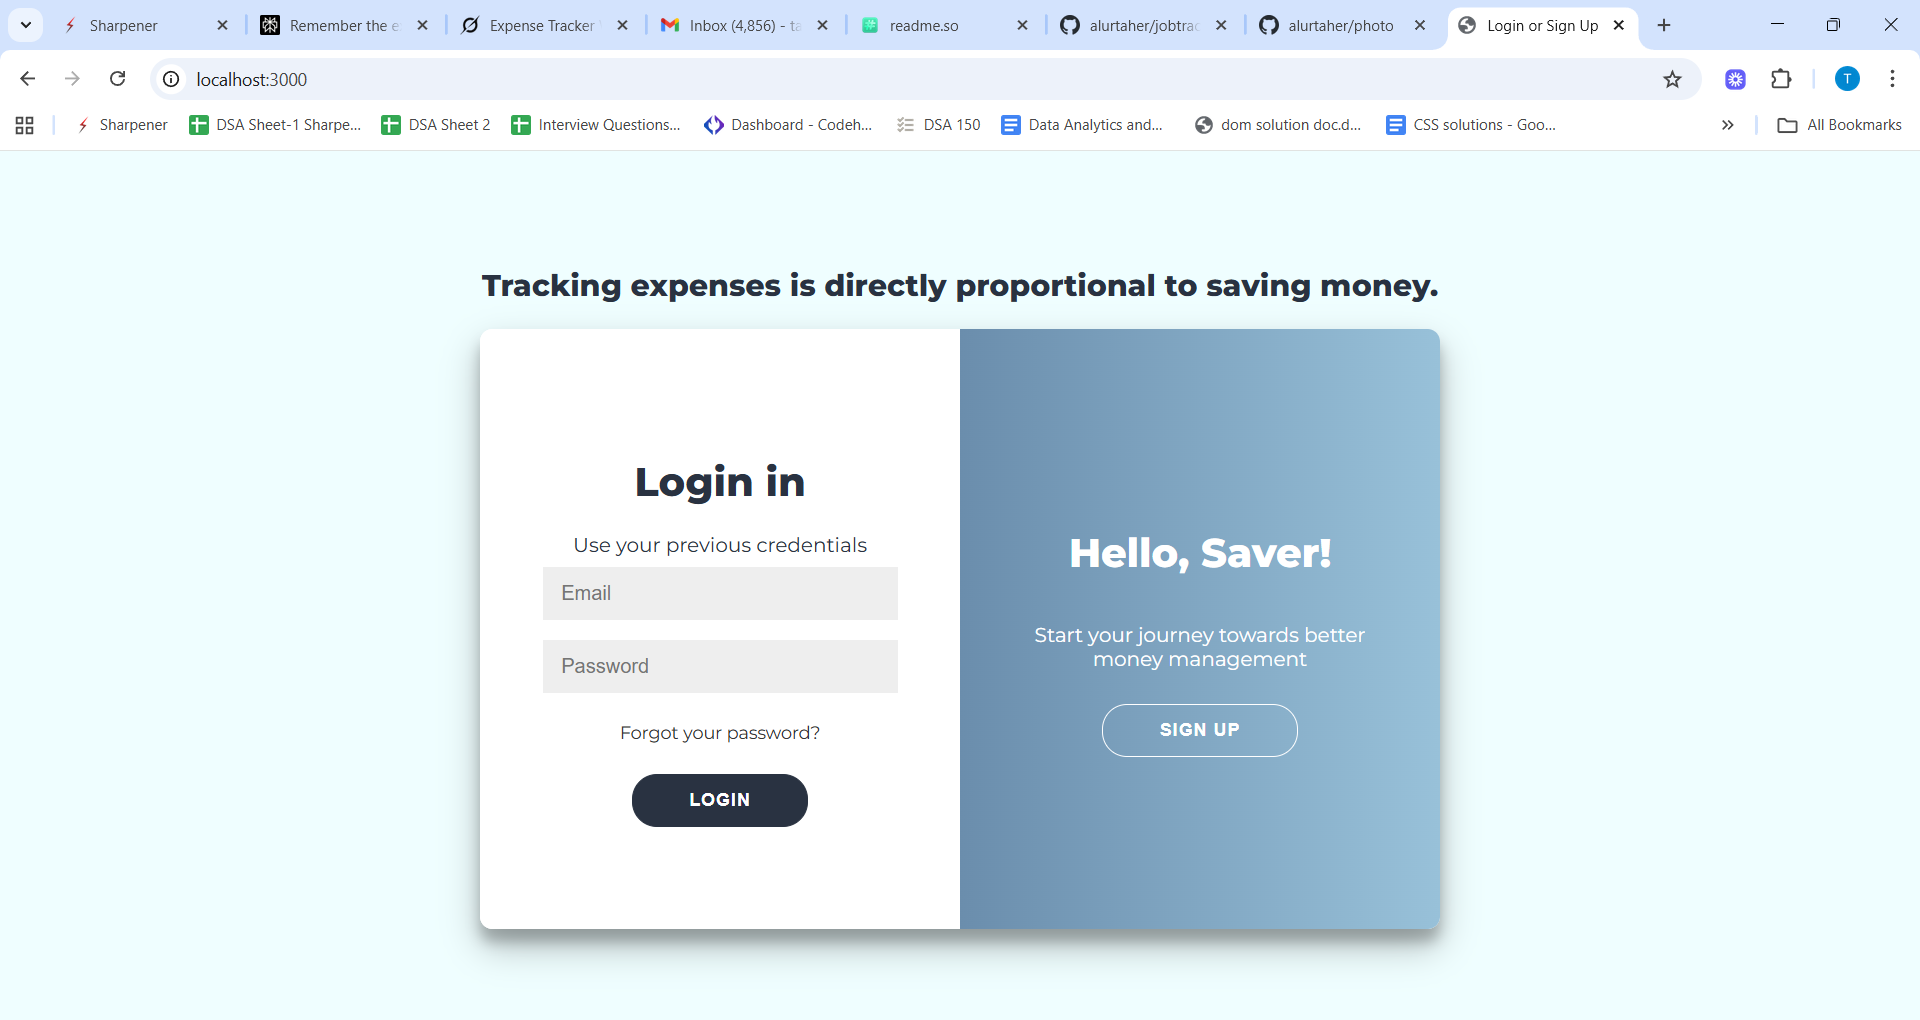 Sharpener
Remember the e
Expense Tracker
Inbox (4,856) - ta
readme.so
alurtaher/jobtrac
alurtaher/photo
Login or Sign Up
localhost:3000
T
Sharpener
DSA Sheet-1 Sharpe...
DSA Sheet 2
Interview Questions...
Dashboard - Codeh...
DSA 150
Data Analytics and...
dom solution doc.d...
CSS solutions - Goo...
All Bookmarks
Tracking expenses is directly proportional to saving money.
Login in
Use your previous credentials
Email
Password
Forgot your password?
LOGIN
Hello, Saver!
Start your journey towards better
money management
SIGN UP